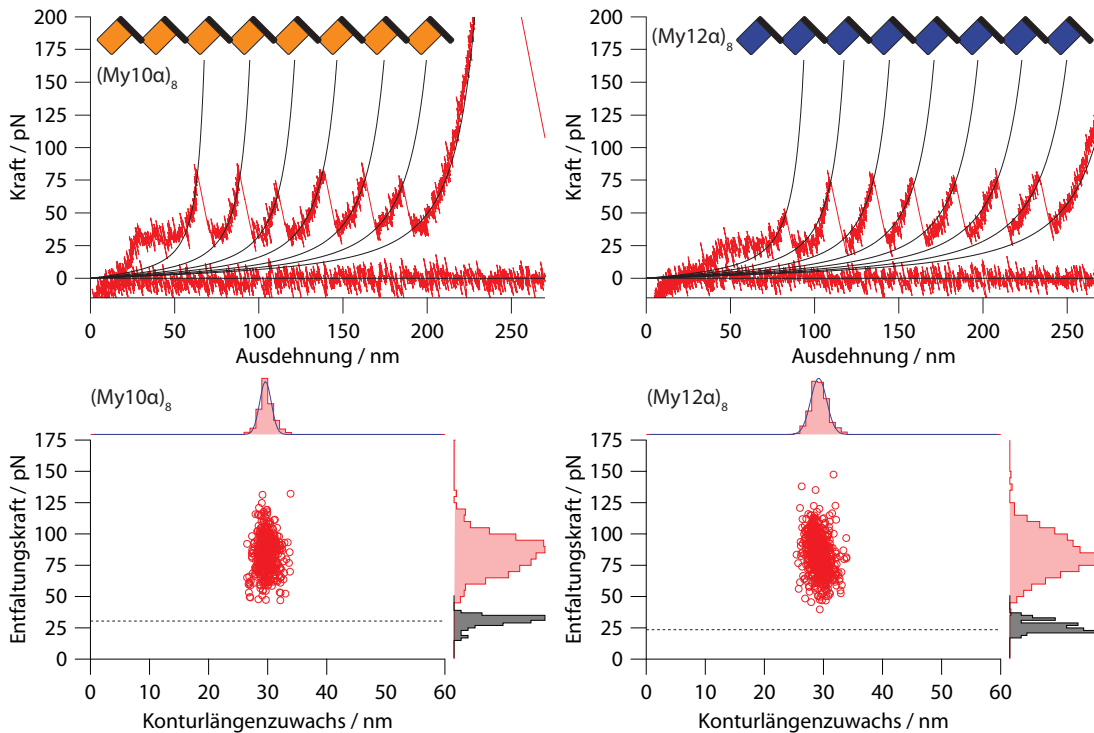 200
175
150
125
100
75
50
25
0
Kraft / pN
(My10α)8
0 50 100 150 200 250
Ausdehnung / nm
200
175
150
125
100
75
50
25
0
Kraft / pN
(My12α)8
0 50 100 150 200 250
Ausdehnung / nm
(My10α)8
175
150
125
100
75
50
25
0
Entfaltungskraft / pN
0 10 20 30 40 50 60
Konturlängenzuwachs / nm
(My12α)8
175
150
125
100
75
50
25
0
Entfaltungskraft / pN
0 10 20 30 40 50 60
Konturlängenzuwachs / nm